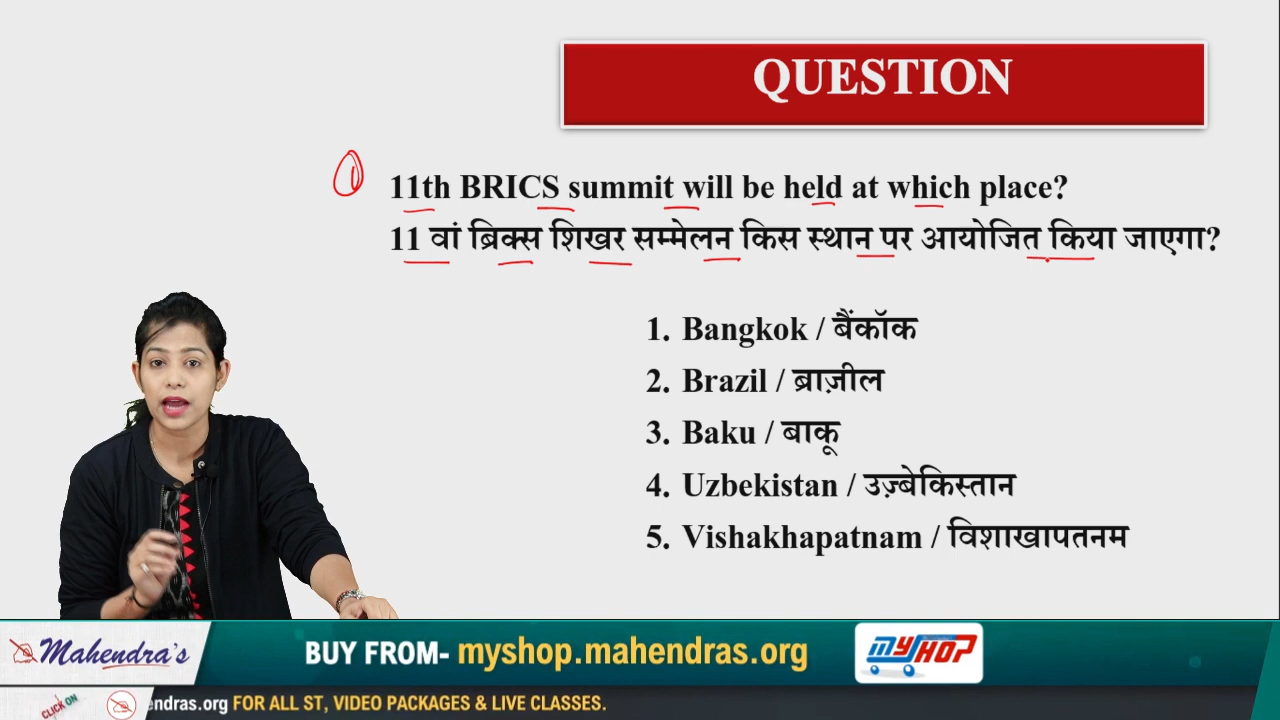 QUESTION
11th BRICS summit will be held at which place?
11 वां ब्रिक्स शिखर सम्मेलन किस स्थान पर आयोजित किया जाएगा?
1. Bangkok / बैंकॉक
2. Brazil / ब्राज़ील
3. Baku / बाकू
4. Uzbekistan / उज़्बेकिस्तान
5. Vishakhapatnam / विशाखापतनम
Mahendra's
BUY FROM- myshop.mahendras.org
MYSHOP
CLICK ON
endras.org FOR ALL ST, VIDEO PACKAGES & LIVE CLASSES.